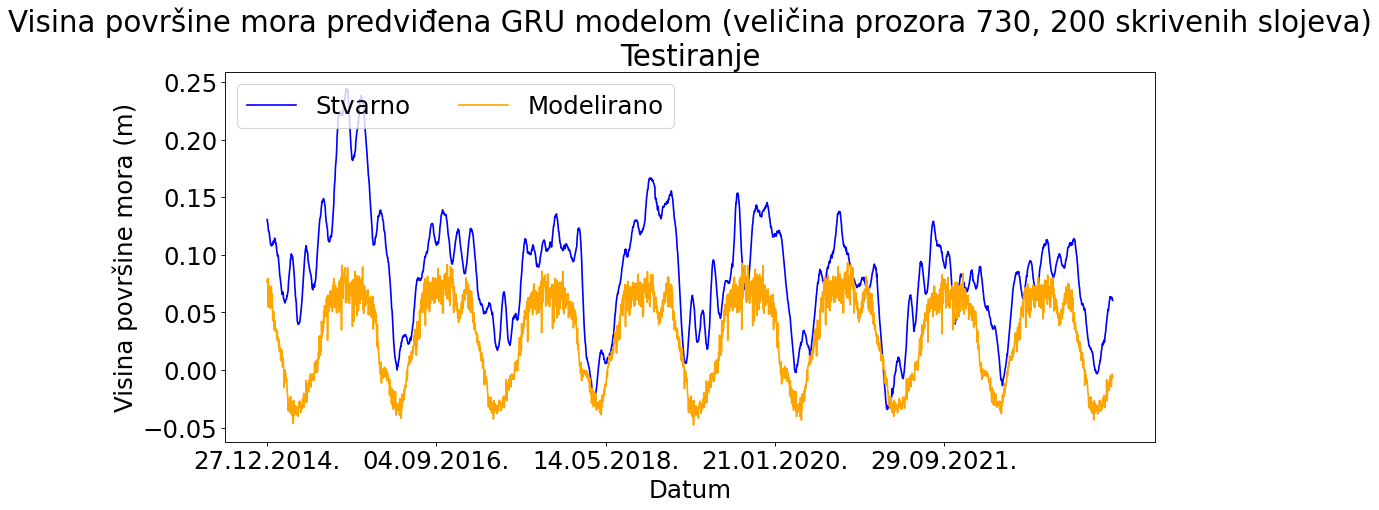 Visina površine mora predviđena GRU modelom (veličina prozora 730, 200 skrivenih slojeva)
Testiranje
Stvarno
Modelirano
Visina površine mora (m)
0.25
0.20
0.15
0.10
0.05
0.00
−0.05
27.12.2014.
04.09.2016.
14.05.2018.
21.01.2020.
29.09.2021.
Datum